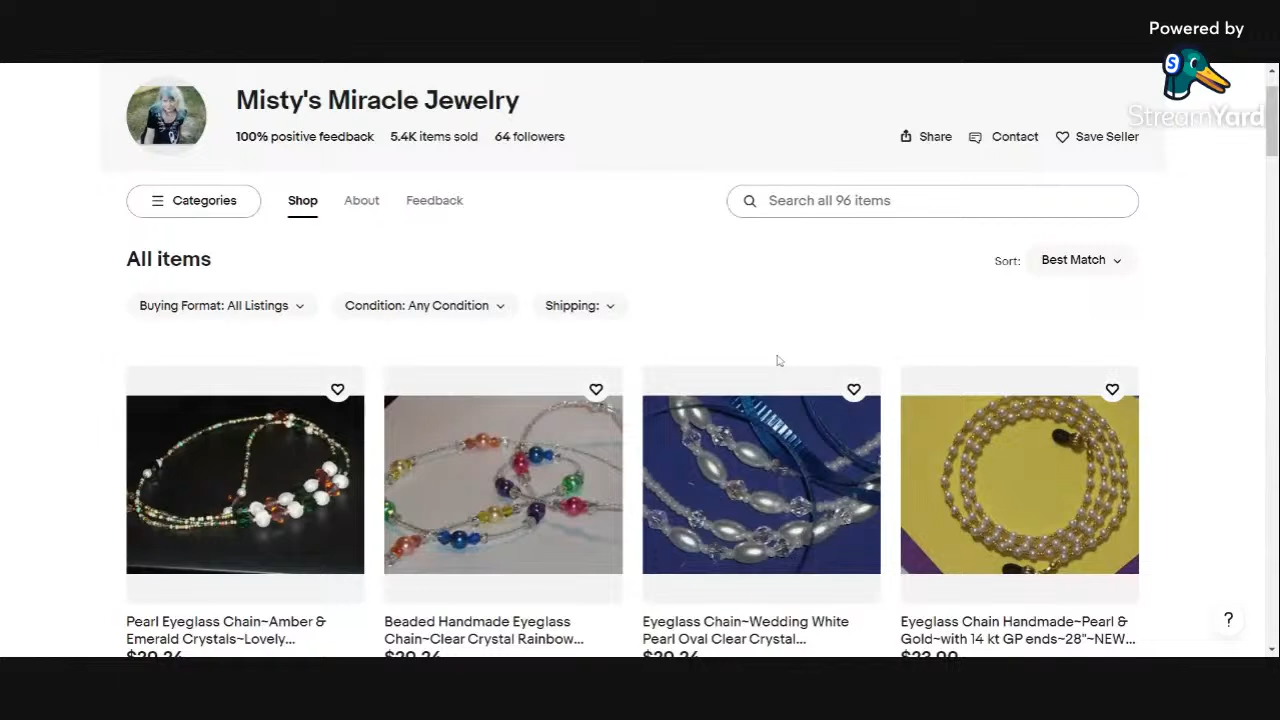 Powered by
S
StreamYard
Misty's Miracle Jewelry
100% positive feedback 5.4K items sold 64 followers
Share Contact Save Seller
Categories Shop About Feedback Search all 96 items
All items
Sort: Best Match
Buying Format: All Listings Condition: Any Condition Shipping:
Pearl Eyeglass Chain~Amber & Emerald Crystals~Lovely...
Beaded Handmade Eyeglass Chain~Clear Crystal Rainbow...
Eyeglass Chain~Wedding White Pearl Oval Clear Crystal...
Eyeglass Chain Handmade~Pearl & Gold~with 14 kt GP ends~28"~NEW...
?